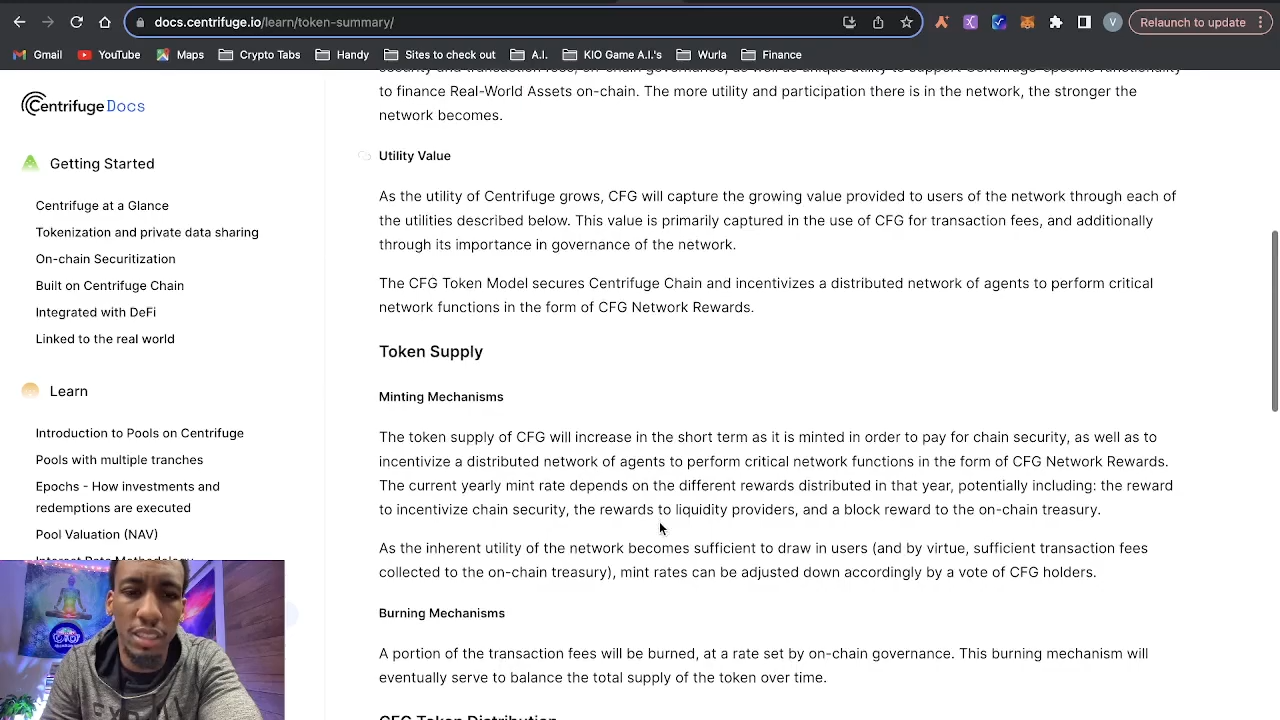 docs.centrifuge.io/learn/token-summary/
V
Relaunch to update
Gmail
YouTube
Maps
Crypto Tabs
Handy
Sites to check out
A.I.
KIO Game A.I.'s
Wurla
Finance
Centrifuge Docs
Getting Started
Centrifuge at a Glance
Tokenization and private data sharing
On-chain Securitization
Built on Centrifuge Chain
Integrated with DeFi
Linked to the real world
Learn
Introduction to Pools on Centrifuge
Pools with multiple tranches
Epochs - How investments and
redemptions are executed
Pool Valuation (NAV)
Interest Rate Methodology
security and transaction fees, on-chain governance, as well as unique utility to support Centrifuge-specific functionality
to finance Real-World Assets on-chain. The more utility and participation there is in the network, the stronger the
network becomes.
Utility Value
As the utility of Centrifuge grows, CFG will capture the growing value provided to users of the network through each of
the utilities described below. This value is primarily captured in the use of CFG for transaction fees, and additionally
through its importance in governance of the network.
The CFG Token Model secures Centrifuge Chain and incentivizes a distributed network of agents to perform critical
network functions in the form of CFG Network Rewards.
Token Supply
Minting Mechanisms
The token supply of CFG will increase in the short term as it is minted in order to pay for chain security, as well as to
incentivize a distributed network of agents to perform critical network functions in the form of CFG Network Rewards.
The current yearly mint rate depends on the different rewards distributed in that year, potentially including: the reward
to incentivize chain security, the rewards to liquidity providers, and a block reward to the on-chain treasury.
As the inherent utility of the network becomes sufficient to draw in users (and by virtue, sufficient transaction fees
collected to the on-chain treasury), mint rates can be adjusted down accordingly by a vote of CFG holders.
Burning Mechanisms
A portion of the transaction fees will be burned, at a rate set by on-chain governance. This burning mechanism will
eventually serve to balance the total supply of the token over time.
CFG Token Distribution